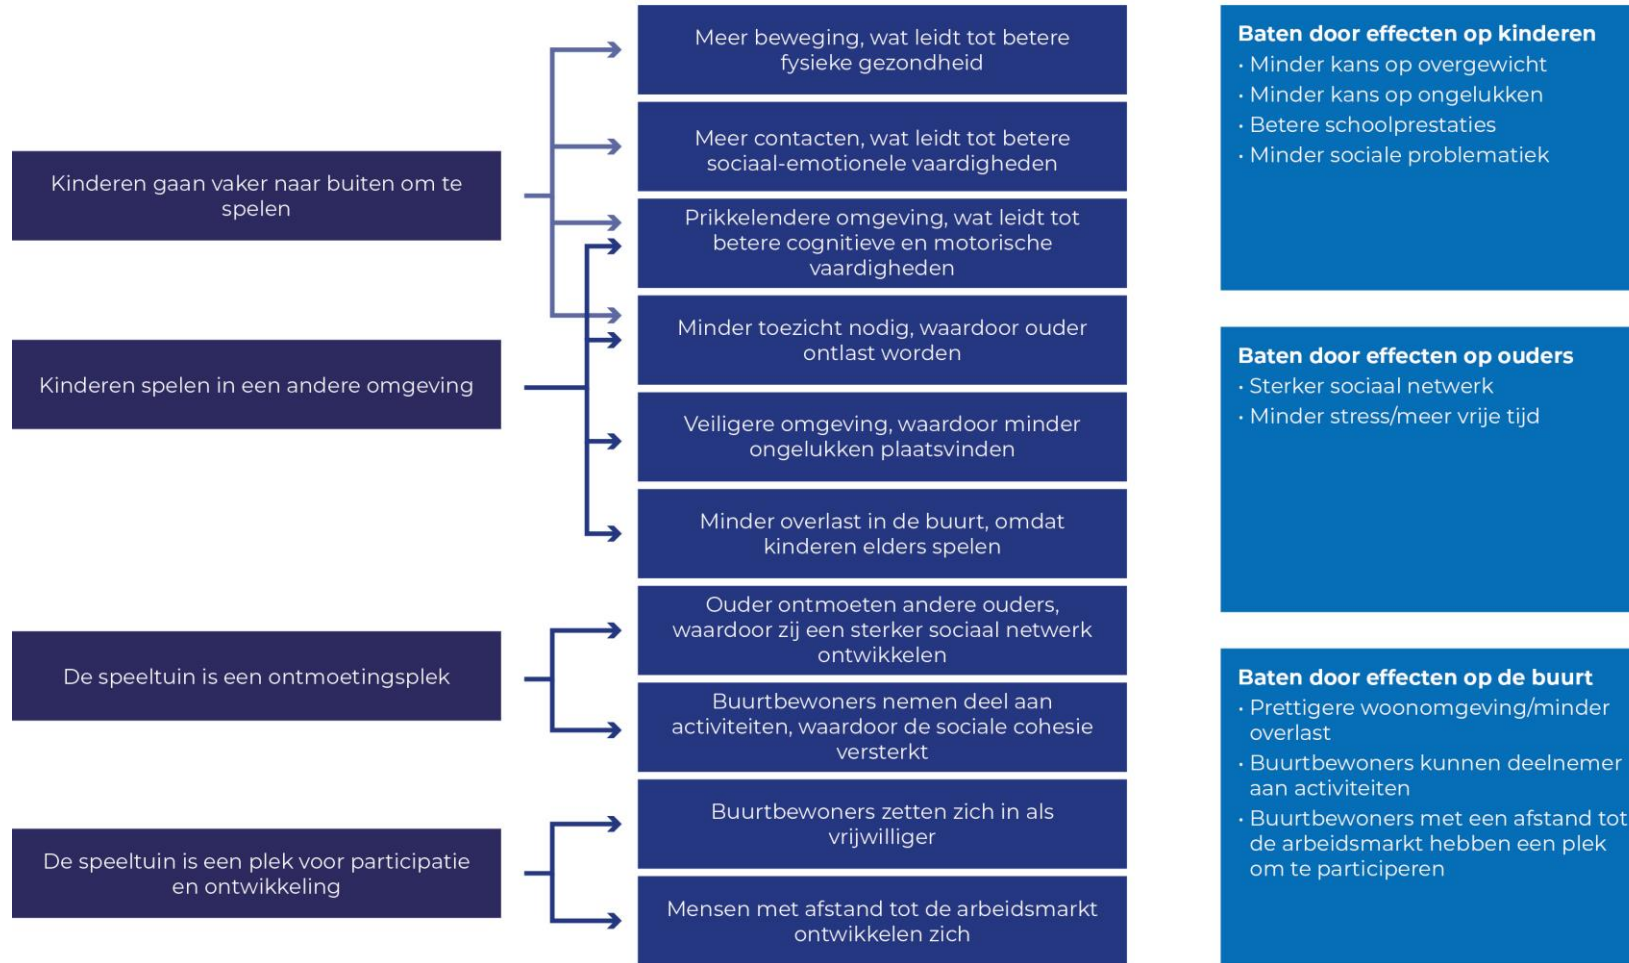 Kinderen gaan vaker naar buiten om te
spelen
Kinderen spelen in een andere omgeving
De speeltuin is een ontmoetingsplek
De speeltuin is een plek voor participatie
en ontwikkeling
Meer beweging, wat leidt tot betere
fysieke gezondheid
Meer contacten, wat leidt tot betere
sociaal-emotionele vaardigheden
Prikkelendere omgeving, wat leidt tot
betere cognitieve en motorische
vaardigheden
Minder toezicht nodig, waardoor ouder
ontlast worden
Veiligere omgeving, waardoor minder
ongelukken plaatsvinden
Minder overlast in de buurt, omdat
kinderen elders spelen
Ouder ontmoeten andere ouders,
waardoor zij een sterker sociaal netwerk
ontwikkelen
Buurtbewoners nemen deel aan
activiteiten, waardoor de sociale cohesie
versterkt
Buurtbewoners zetten zich in als
vrijwilliger
Mensen met afstand tot de arbeidsmarkt
ontwikkelen zich
Baten door effecten op kinderen
· Minder kans op overgewicht
· Minder kans op ongelukken
· Betere schoolprestaties
· Minder sociale problematiek
Baten door effecten op ouders
· Sterker sociaal netwerk
· Minder stress/meer vrije tijd
Baten door effecten op de buurt
· Prettigere woonomgeving/minder
overlast
· Buurtbewoners kunnen deelnemer
aan activiteiten
· Buurtbewoners met een afstand tot
de arbeidsmarkt hebben een plek
om te participeren